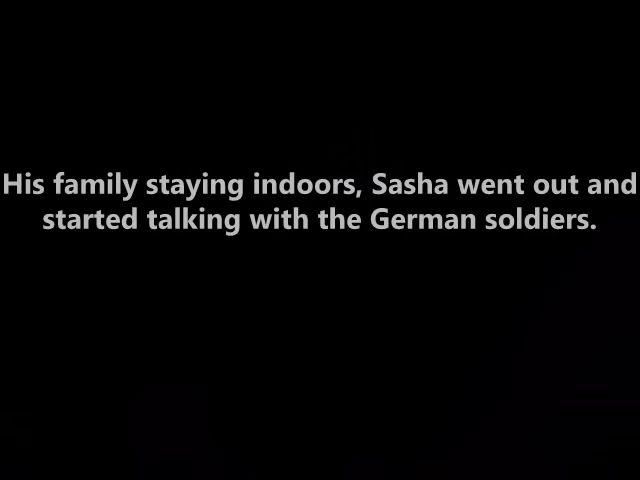 His family staying indoors, Sasha went out and
started talking with the German soldiers.